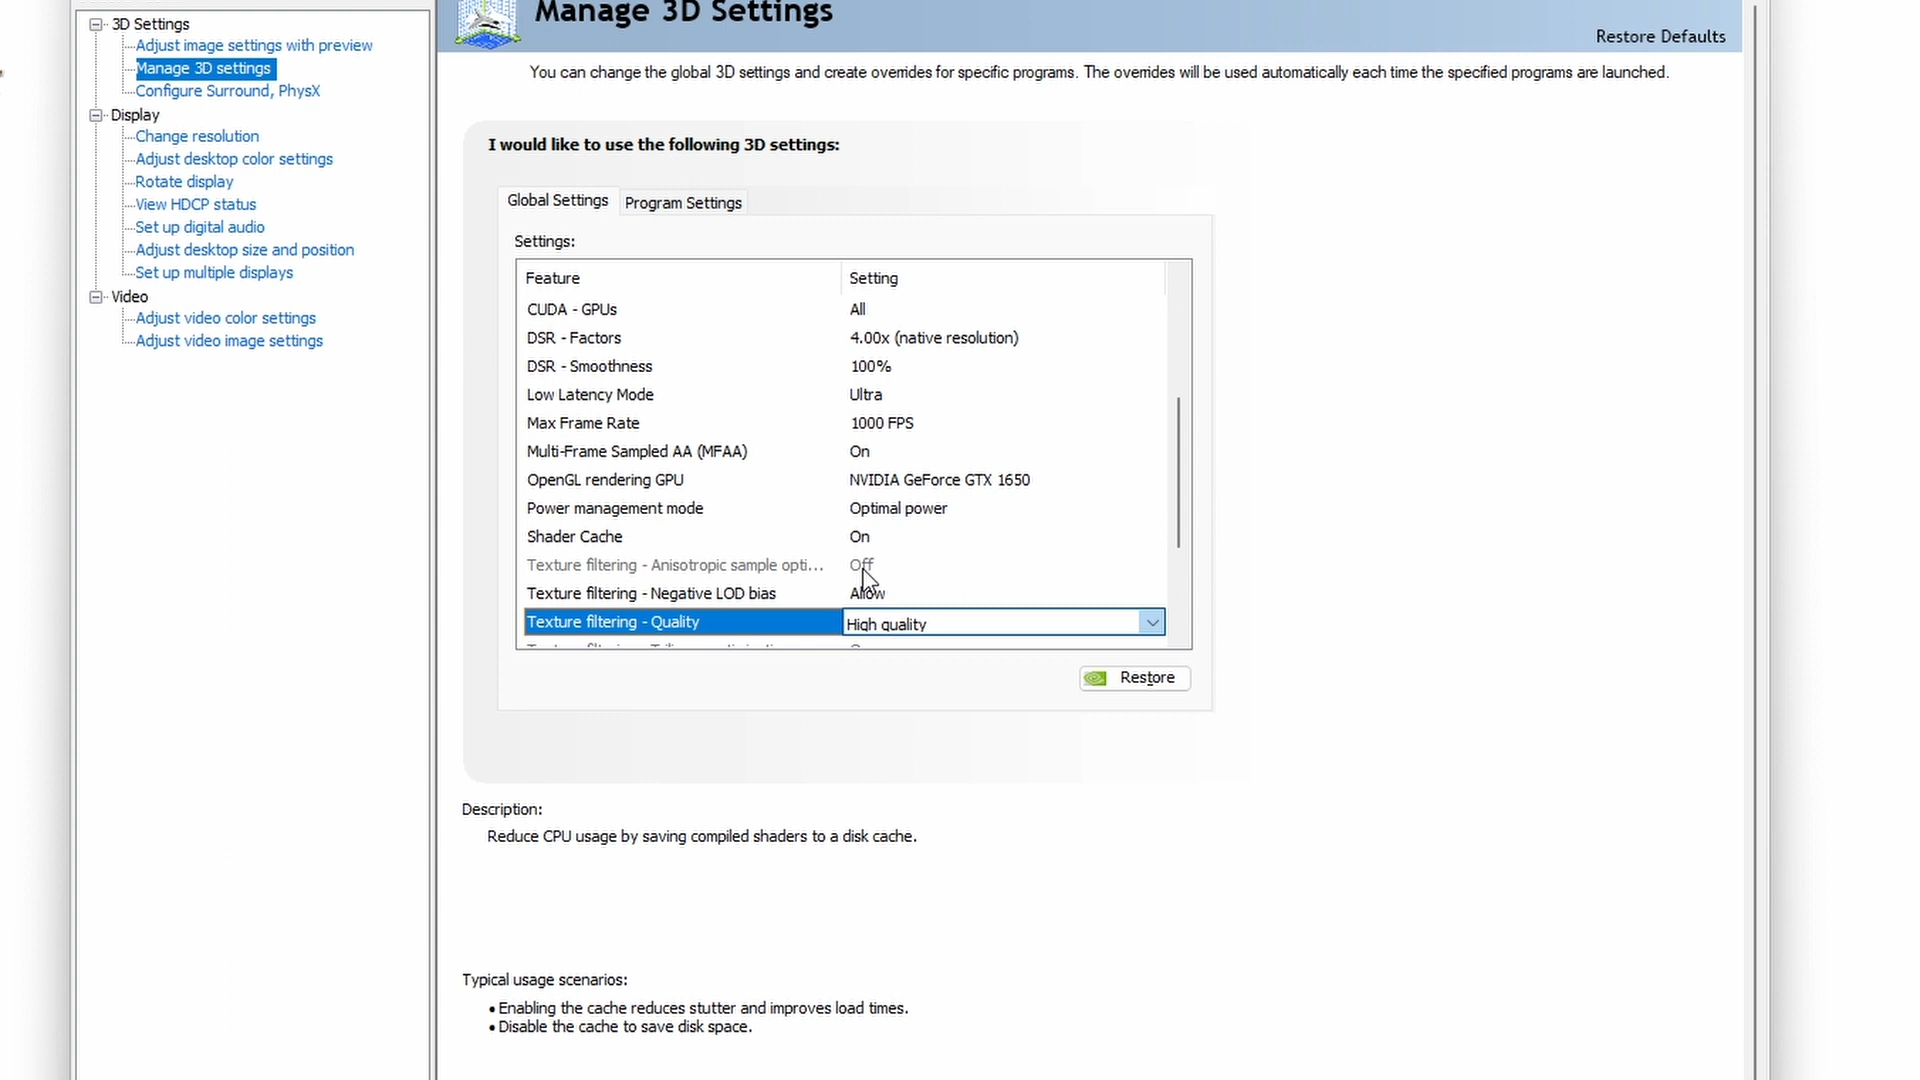 3D Settings
Adjust image settings with preview
Manage 3D settings
Configure Surround, PhysX
Display
Change resolution
Adjust desktop color settings
Rotate display
View HDCP status
Set up digital audio
Adjust desktop size and position
Set up multiple displays
Video
Adjust video color settings
Adjust video image settings
Manage 3D Settings
Restore Defaults
You can change the global 3D settings and create overrides for specific programs. The overrides will be used automatically each time the specified programs are launched.
I would like to use the following 3D settings:
Global Settings Program Settings
Settings:
Feature Setting
CUDA - GPUs All
DSR - Factors 4.00x (native resolution)
DSR - Smoothness 100%
Low Latency Mode Ultra
Max Frame Rate 1000 FPS
Multi-Frame Sampled AA (MFAA) On
OpenGL rendering GPU NVIDIA GeForce GTX 1650
Power management mode Optimal power
Shader Cache On
Texture filtering - Anisotropic sample opti... Off
Texture filtering - Negative LOD bias Allow
Texture filtering - Quality High quality
Restore
Description:
Reduce CPU usage by saving compiled shaders to a disk cache.
Typical usage scenarios:
• Enabling the cache reduces stutter and improves load times.
• Disable the cache to save disk space.